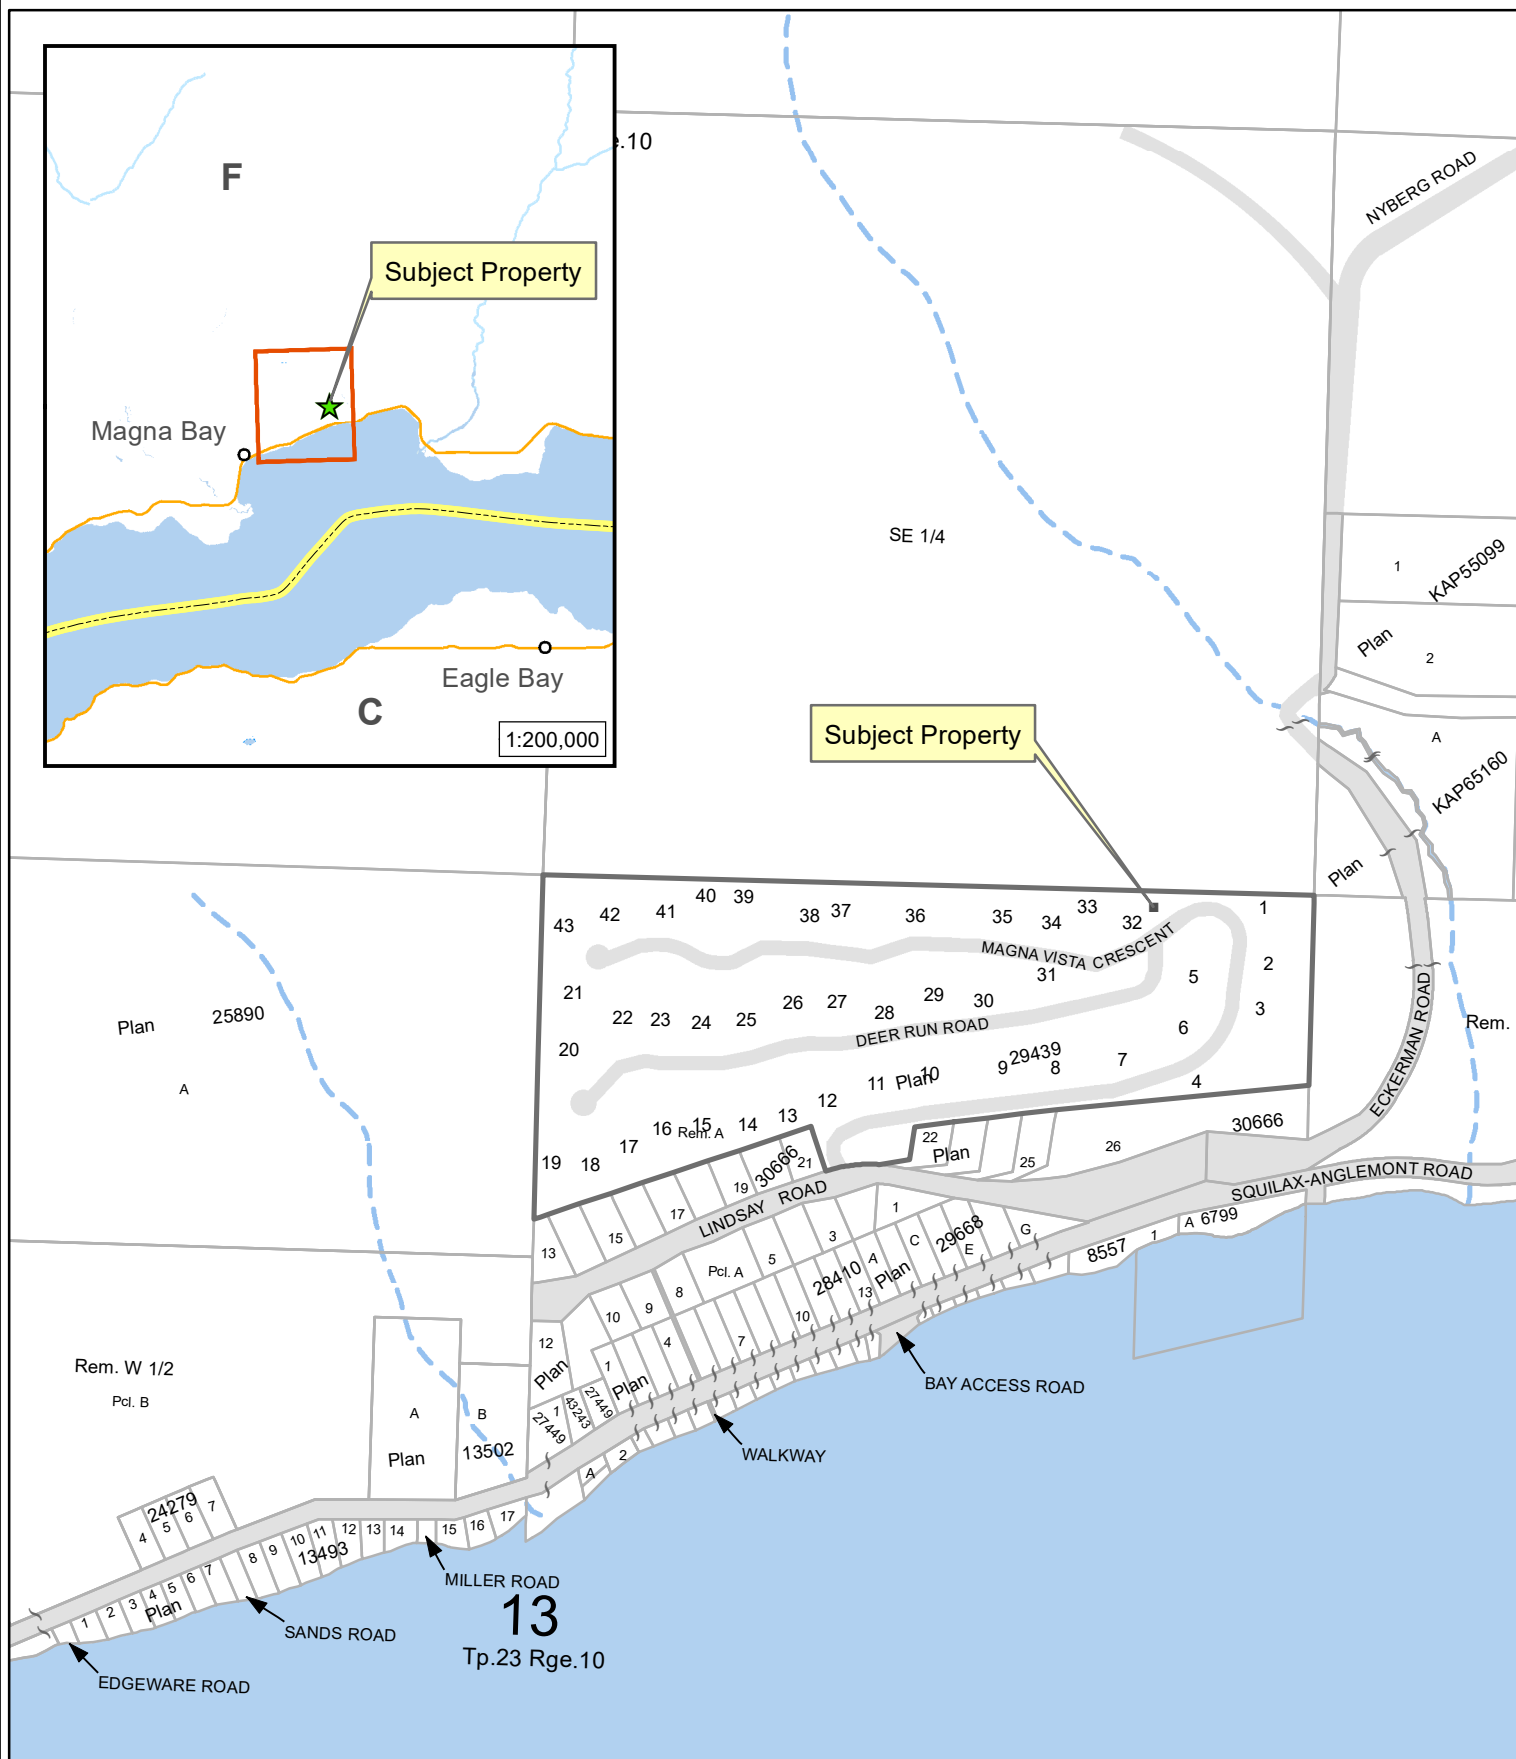 F
Subject Property
Magna Bay
Eagle Bay
C
1:200,000
.10
NYBERG ROAD
SE 1/4
1
KAP55099
Plan
2
A
KAP65160
Plan
Subject Property
43
42
41
40
39
38
37
36
35
34
33
32
1
MAGNA VISTA CRESCENT
31
2
5
3
21
22
23
24
25
26
27
28
29
30
6
DEER RUN ROAD
20
29439
Plan
10
11
9
8
7
4
12
13
14
15
16
Rem. A
17
18
19
Plan
25890
A
Rem.
ECKERMAN ROAD
30666
22
Plan
25
26
SQUILAX-ANGLEMONT ROAD
30666
21
19
17
15
13
LINDSAY ROAD
1
3
5
Pcl. A
8
9
10
12
Plan
A
C
29668
E
G
Plan
28410
13
10
7
4
1
Plan
8557
1
A
6799
27449
43243
1
27449
BAY ACCESS ROAD
WALKWAY
2
A
Rem. W 1/2
Pcl. B
A
Plan
B
13502
24279
4
5
6
7
1
2
3
4
5
6
7
8
9
10
11
12
13
14
15
16
17
13493
Plan
MILLER ROAD
SANDS ROAD
EDGEWARE ROAD
13
Tp.23 Rge.10